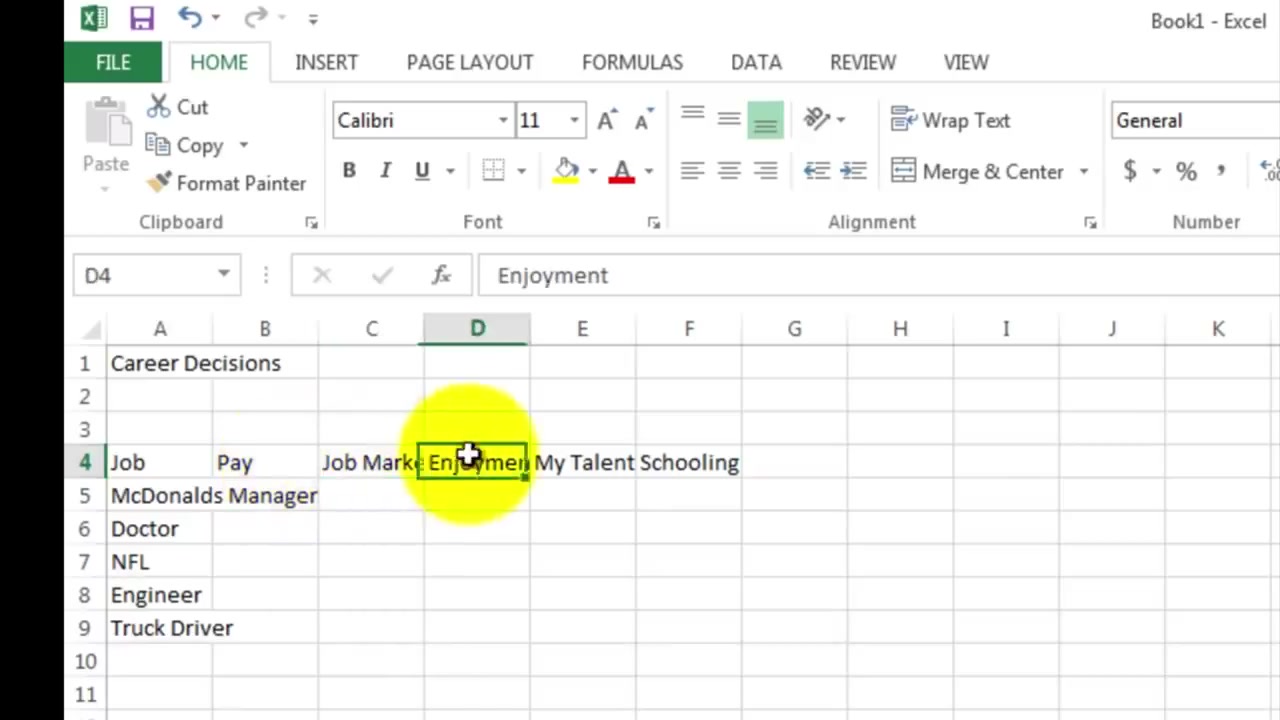 Book1 - Excel
FILE HOME INSERT PAGE LAYOUT FORMULAS DATA REVIEW VIEW
Cut
Calibri 11 Wrap Text General
Copy
Paste
B I U Merge & Center $ % , .00
Format Painter
Clipboard Font Alignment Number
D4 fx Enjoyment
A B C D E F G H I J K
1 Career Decisions
2
3
4 Job Pay Job Marke Enjoymen My Talent Schooling
5 McDonalds Manager
6 Doctor
7 NFL
8 Engineer
9 Truck Driver
10
11